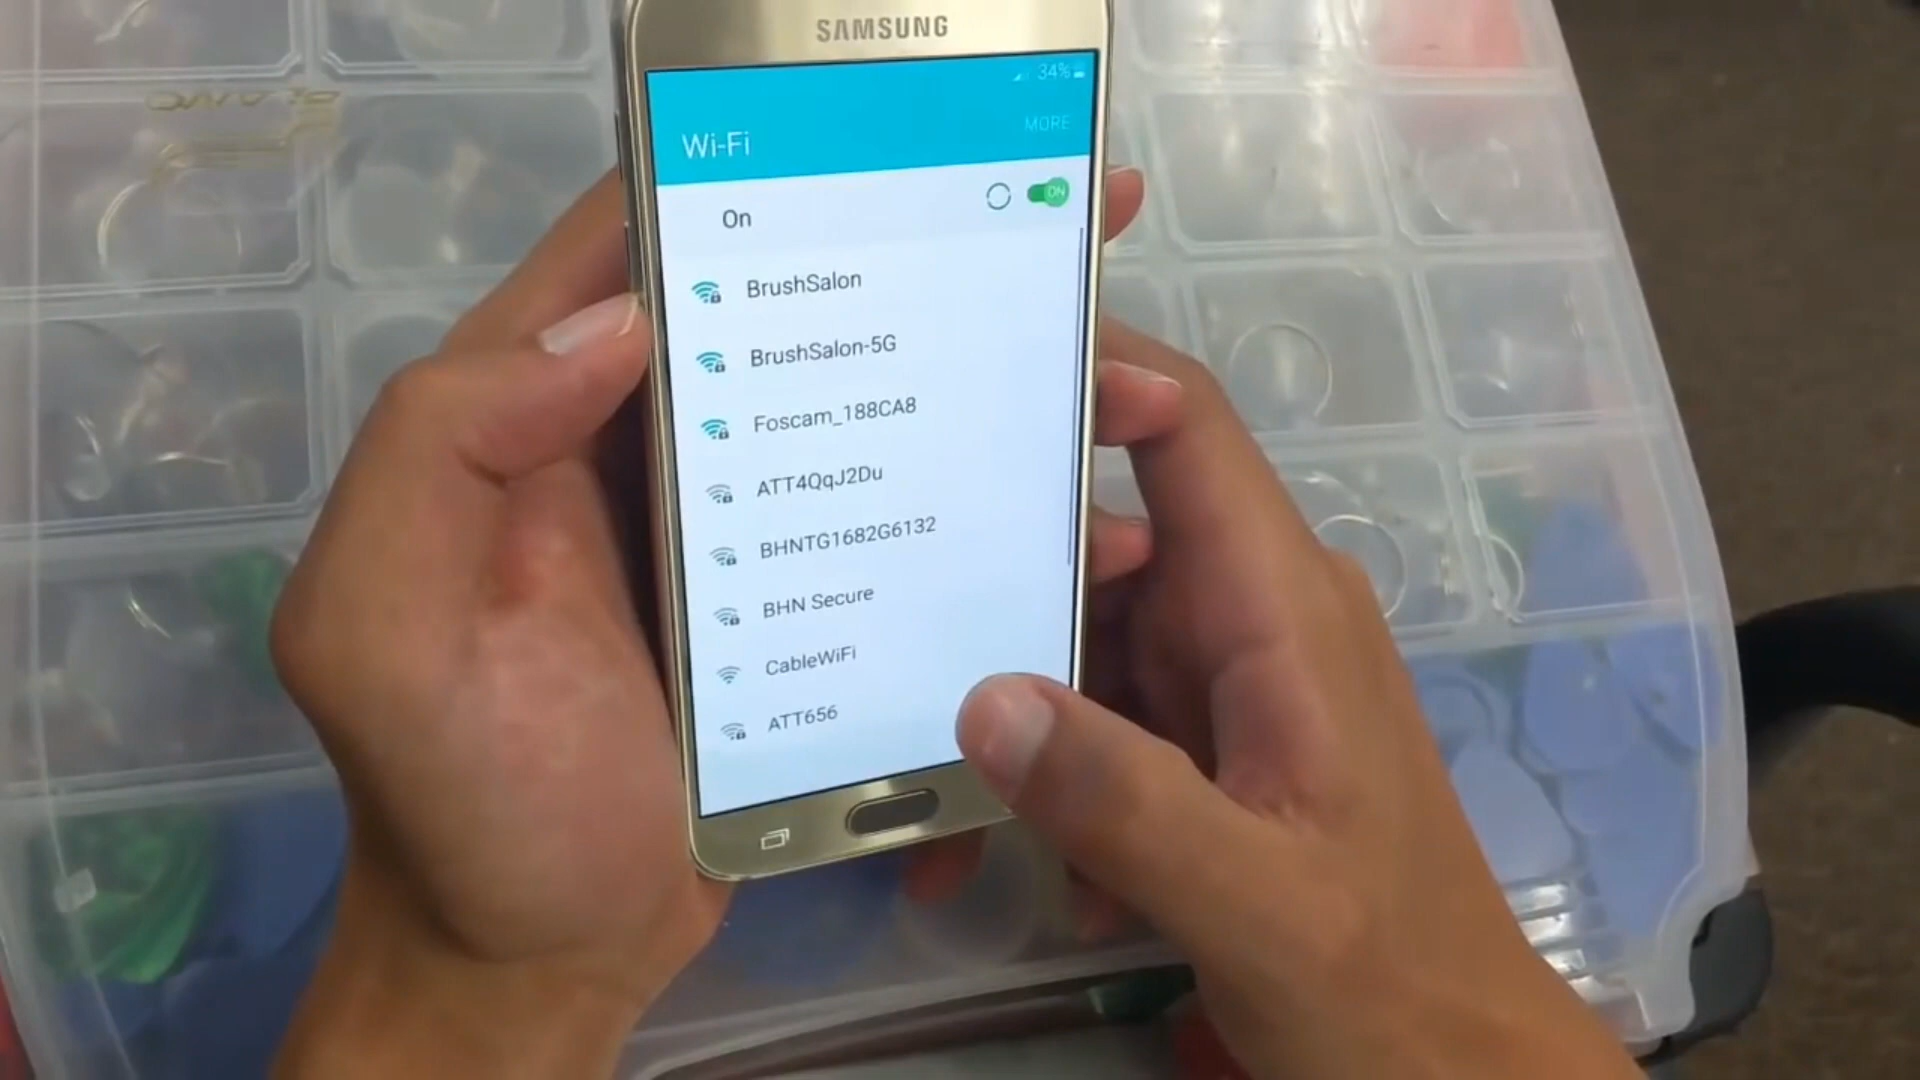 SAMSUNG
34%
Wi-Fi
MORE
On
ON
BrushSalon
BrushSalon-5G
Foscam_188CA8
ATT4QqJ2Du
BHNTG1682G6132
BHN Secure
CableWiFi
ATT656